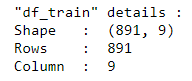 "df_train" details :
Shape : (891, 9)
Rows : 891
Column : 9